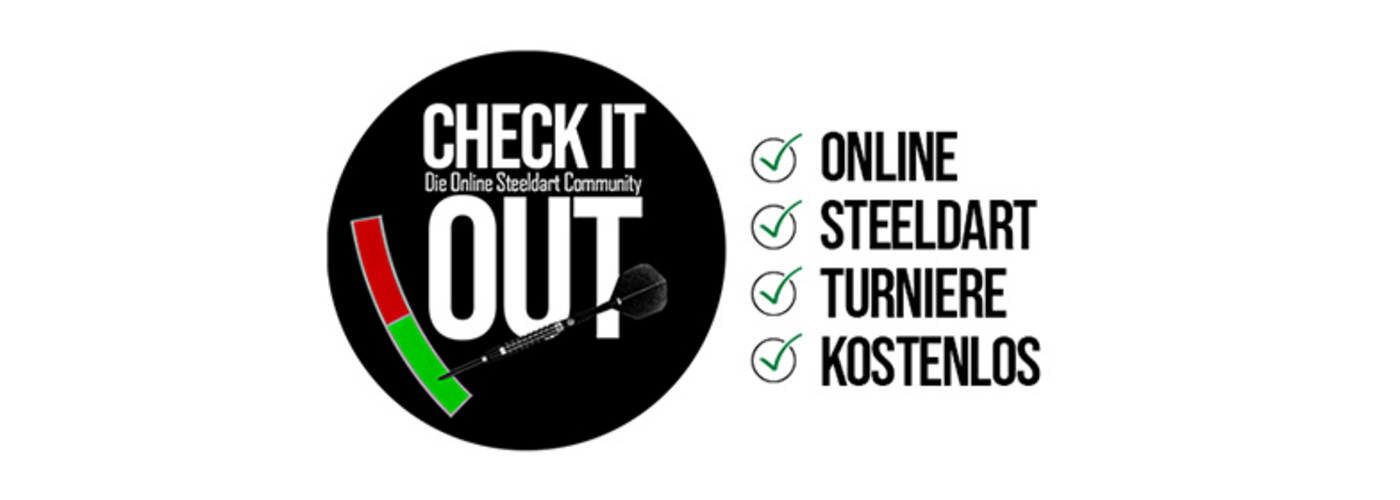 CHECK IT
Die Online Steeldart Community
OUT
ONLINE
STEELDART
TURNIERE
KOSTENLOS